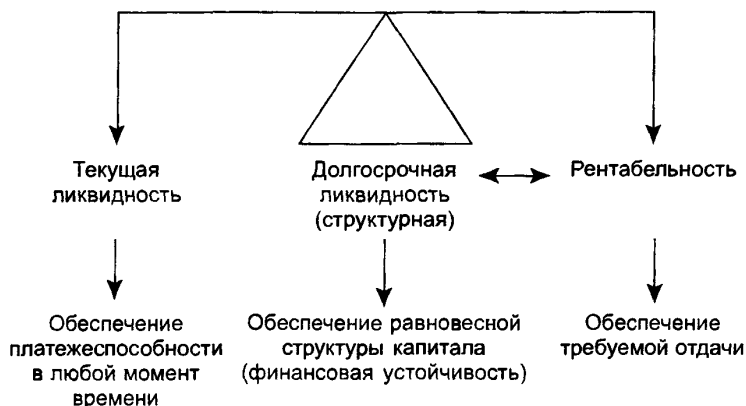 Текущая
ликвидность
Долгосрочная
ликвидность
(структурная)
Рентабельность
Обеспечение
платежеспособности
в любой момент
времени
Обеспечение равновесной
структуры капитала
(финансовая устойчивость)
Обеспечение
требуемой отдачи